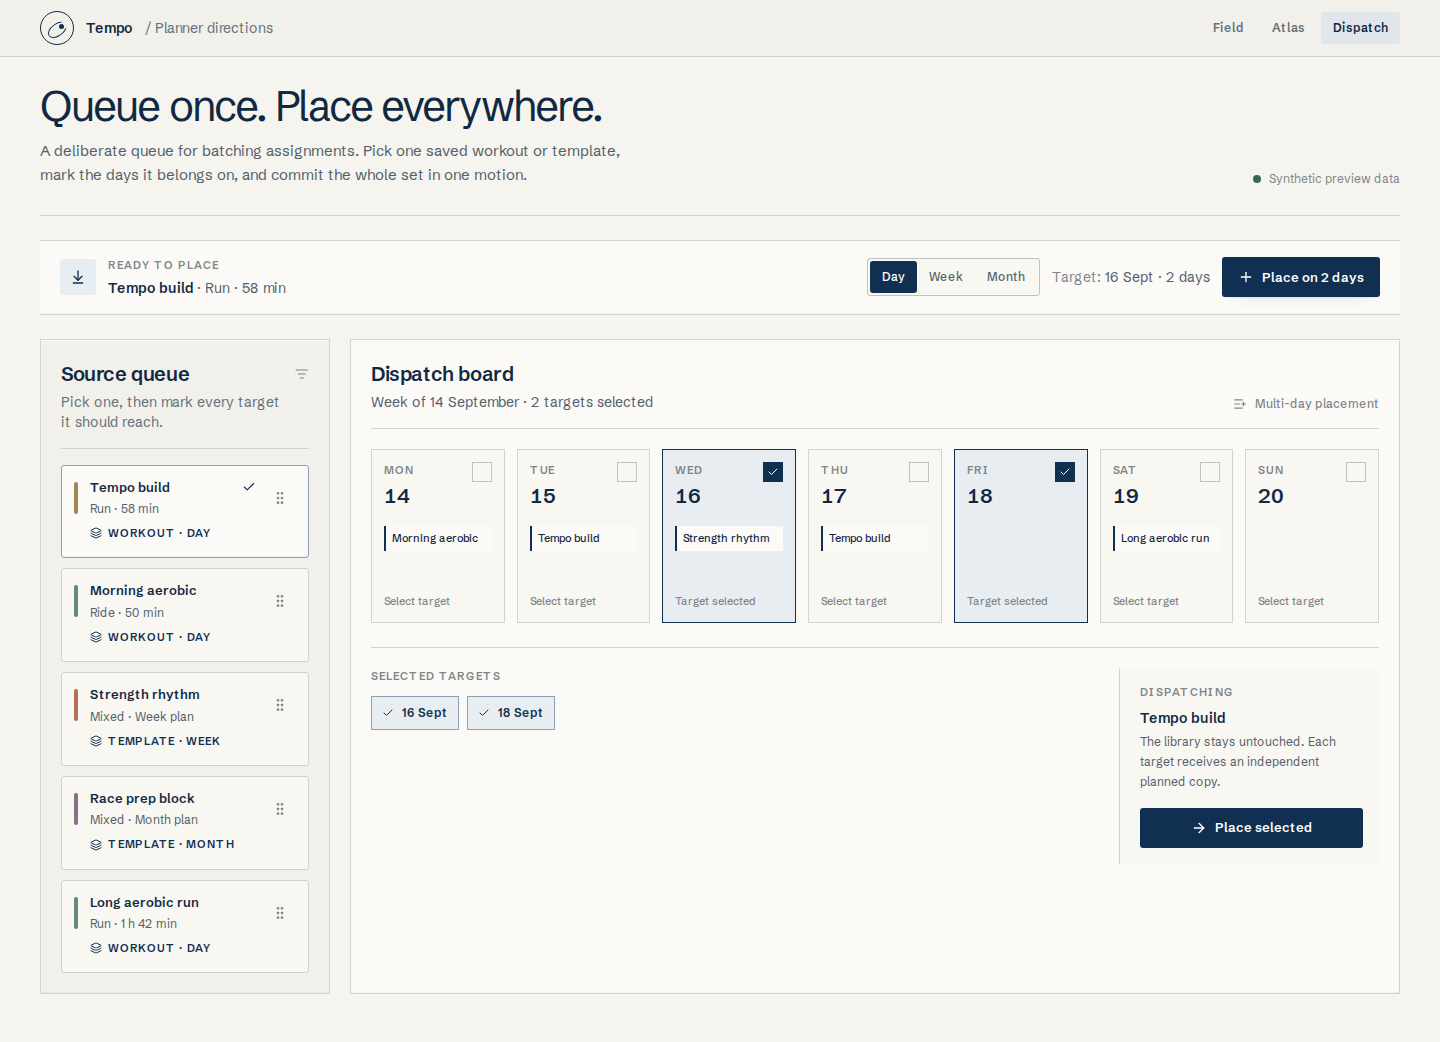 Tempo / Planner directions
Field
Atlas
Dispatch
Queue once. Place everywhere.
A deliberate queue for batching assignments. Pick one saved workout or template,
mark the days it belongs on, and commit the whole set in one motion.
Synthetic preview data
READY TO PLACE
Tempo build · Run · 58 min
Day
Week
Month
Target: 16 Sept · 2 days
Place on 2 days
Source queue
Pick one, then mark every target
it should reach.
Tempo build
Run · 58 min
WORKOUT · DAY
Morning aerobic
Ride · 50 min
WORKOUT · DAY
Strength rhythm
Mixed · Week plan
TEMPLATE · WEEK
Race prep block
Mixed · Month plan
TEMPLATE · MONTH
Long aerobic run
Run · 1 h 42 min
WORKOUT · DAY
Dispatch board
Week of 14 September · 2 targets selected
Multi-day placement
MON
14
Morning aerobic
Select target
TUE
15
Tempo build
Select target
WED
16
Strength rhythm
Target selected
THU
17
Tempo build
Select target
FRI
18
Target selected
SAT
19
Long aerobic run
Select target
SUN
20
Select target
SELECTED TARGETS
16 Sept
18 Sept
DISPATCHING
Tempo build
The library stays untouched. Each
target receives an independent
planned copy.
Place selected